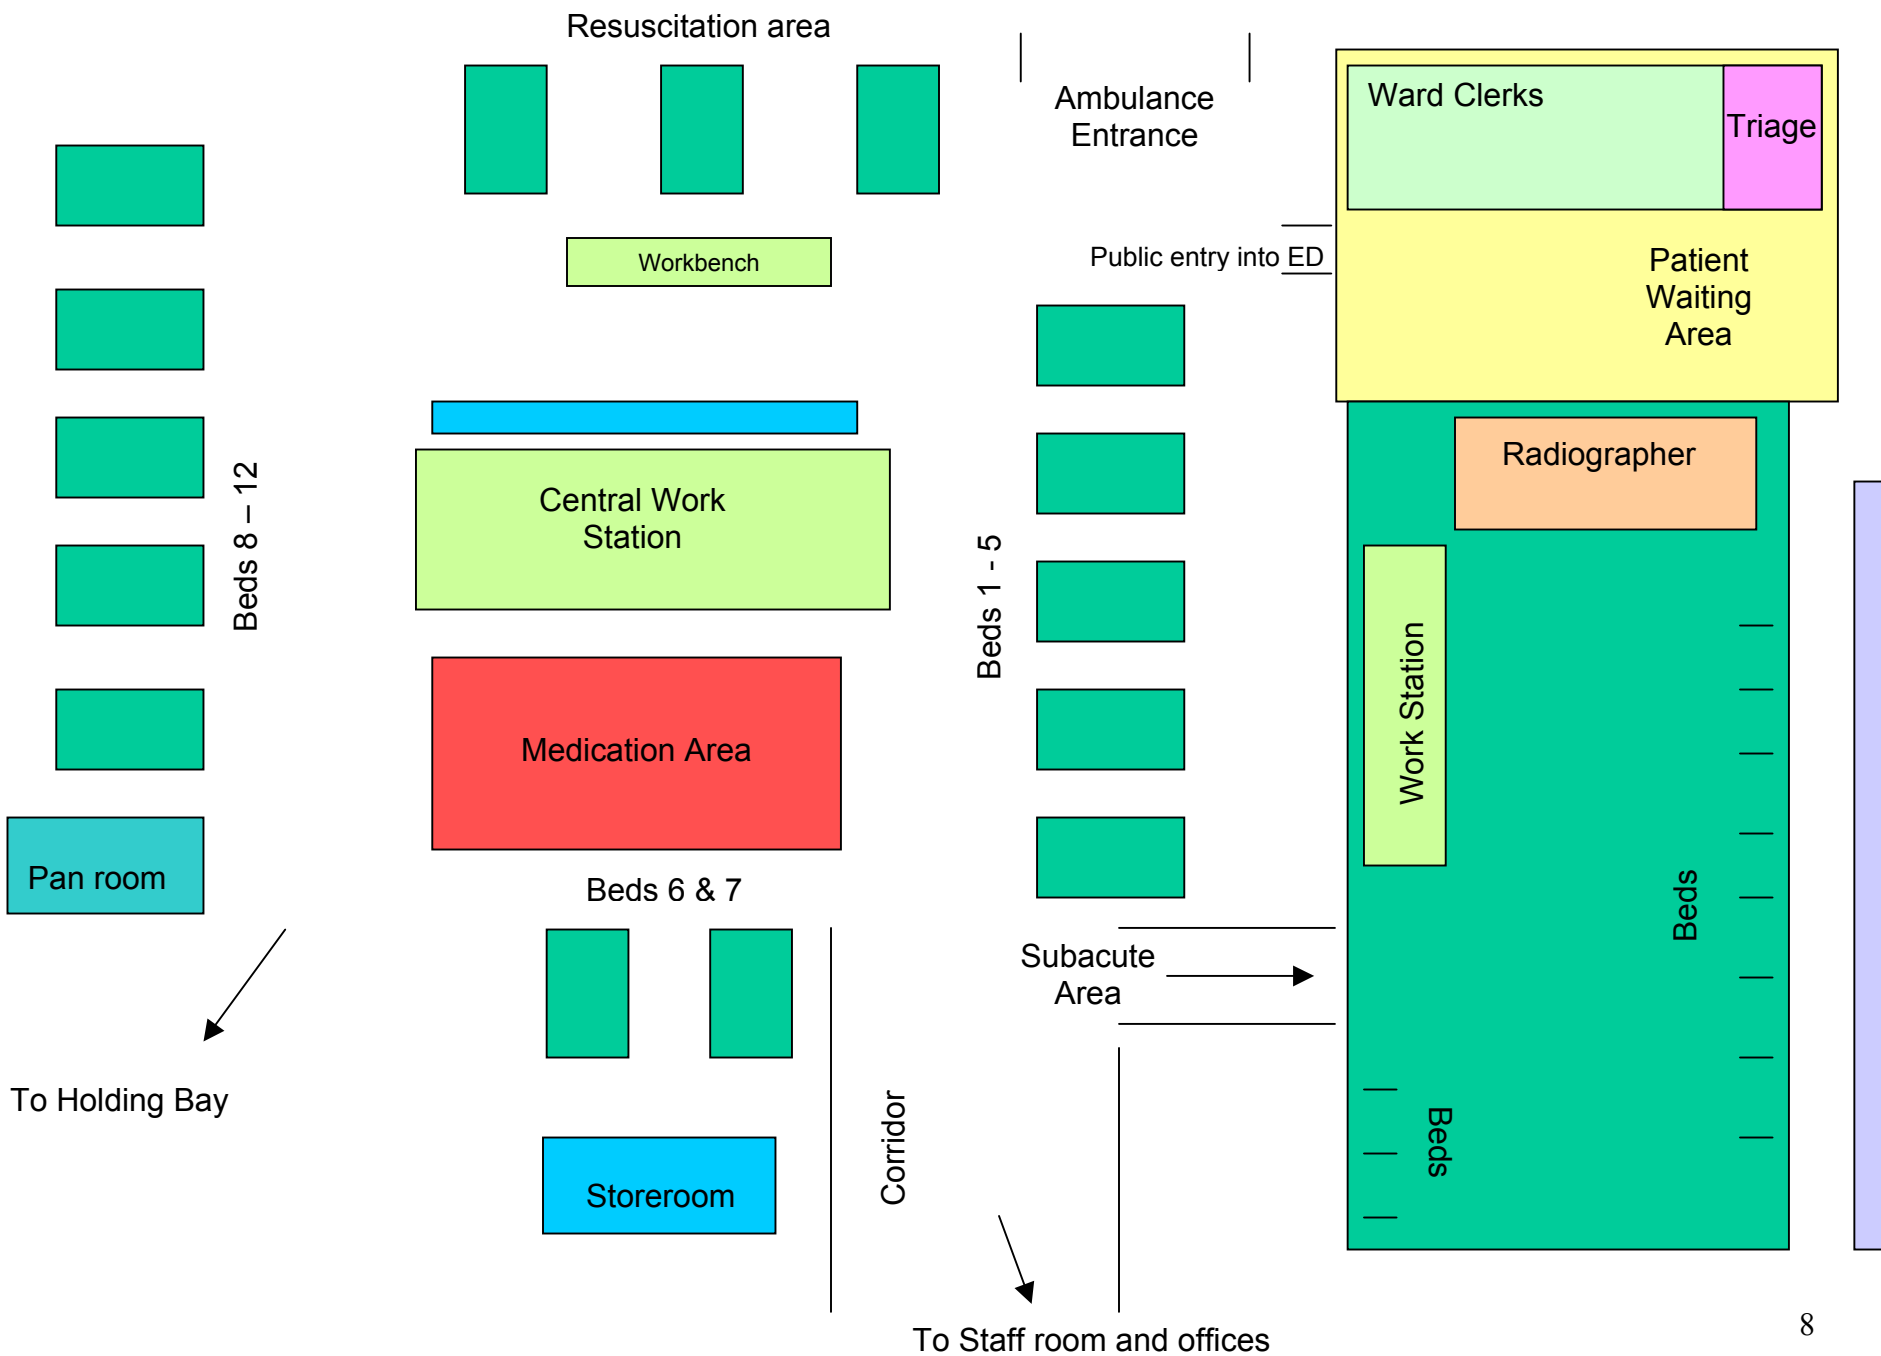 Resuscitation area
Ambulance
Entrance
Ward Clerks
Triage
Workbench
Public entry into ED
Patient
Waiting
Area
Beds 8 – 12
Central Work
Station
Beds 1 - 5
Radiographer
Work Station
Medication Area
Pan room
Beds 6 & 7
Beds
Subacute
Area
To Holding Bay
Storeroom
Corridor
Beds
To Staff room and offices
8